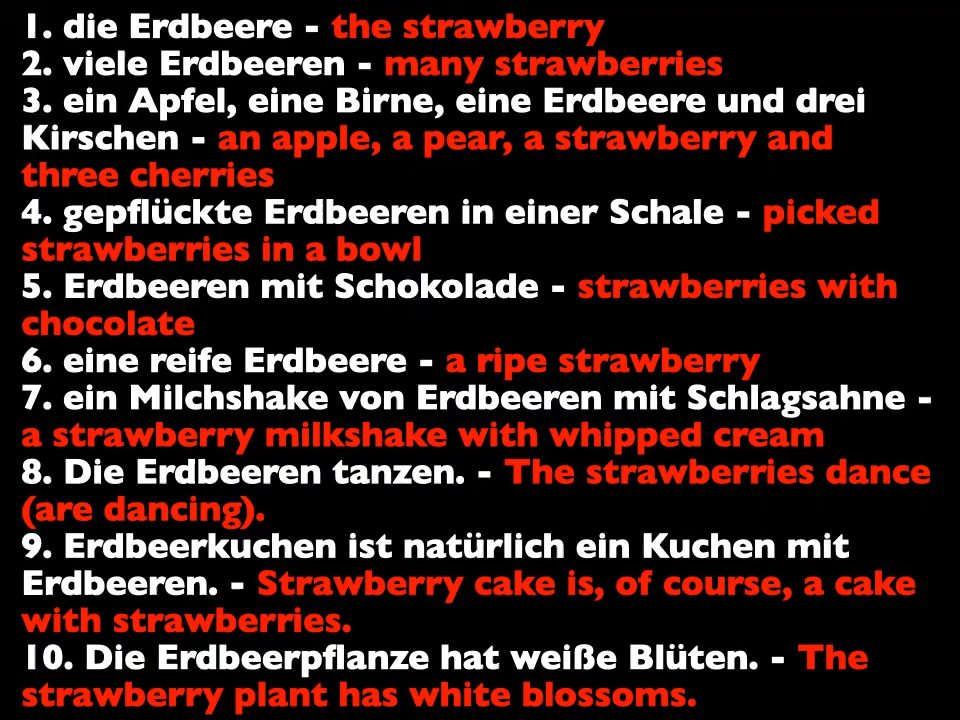 1. die Erdbeere - the strawberry
2. viele Erdbeeren - many strawberries
3. ein Apfel, eine Birne, eine Erdbeere und drei
Kirschen - an apple, a pear, a strawberry and
three cherries
4. gepflückte Erdbeeren in einer Schale - picked
strawberries in a bowl
5. Erdbeeren mit Schokolade - strawberries with
chocolate
6. eine reife Erdbeere - a ripe strawberry
7. ein Milchshake von Erdbeeren mit Schlagsahne -
a strawberry milkshake with whipped cream
8. Die Erdbeeren tanzen. - The strawberries dance
(are dancing).
9. Erdbeerkuchen ist natürlich ein Kuchen mit
Erdbeeren. - Strawberry cake is, of course, a cake
with strawberries.
10. Die Erdbeerpflanze hat weiße Blüten. - The
strawberry plant has white blossoms.